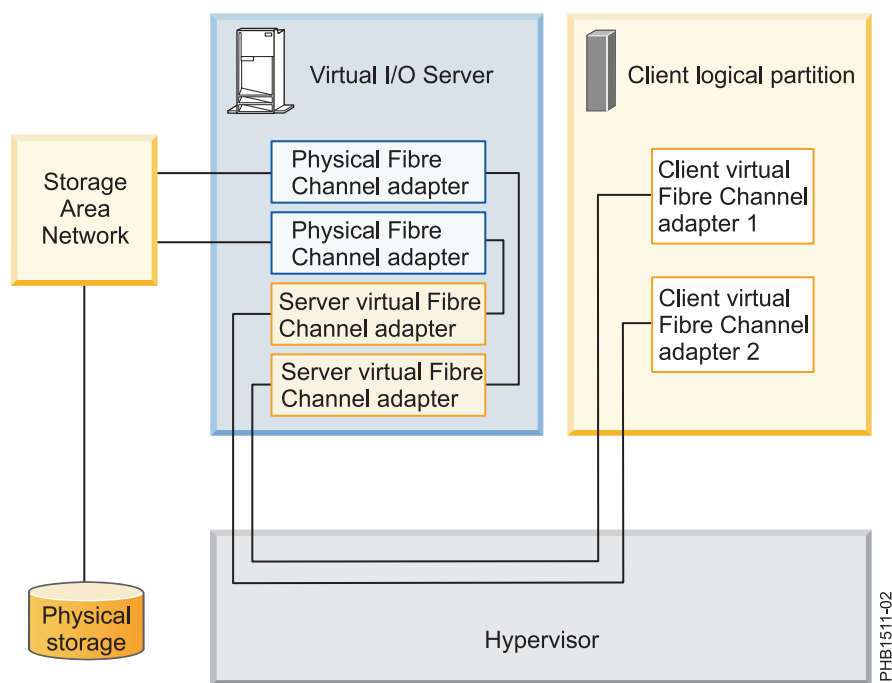 Virtual I/O Server
Client logical partition
Storage
Area
Network
Physical Fibre
Channel adapter
Physical Fibre
Channel adapter
Server virtual Fibre
Channel adapter
Server virtual Fibre
Channel adapter
Client virtual
Fibre Channel
adapter 1
Client virtual
Fibre Channel
adapter 2
Physical
storage
Hypervisor
PHB1511-02